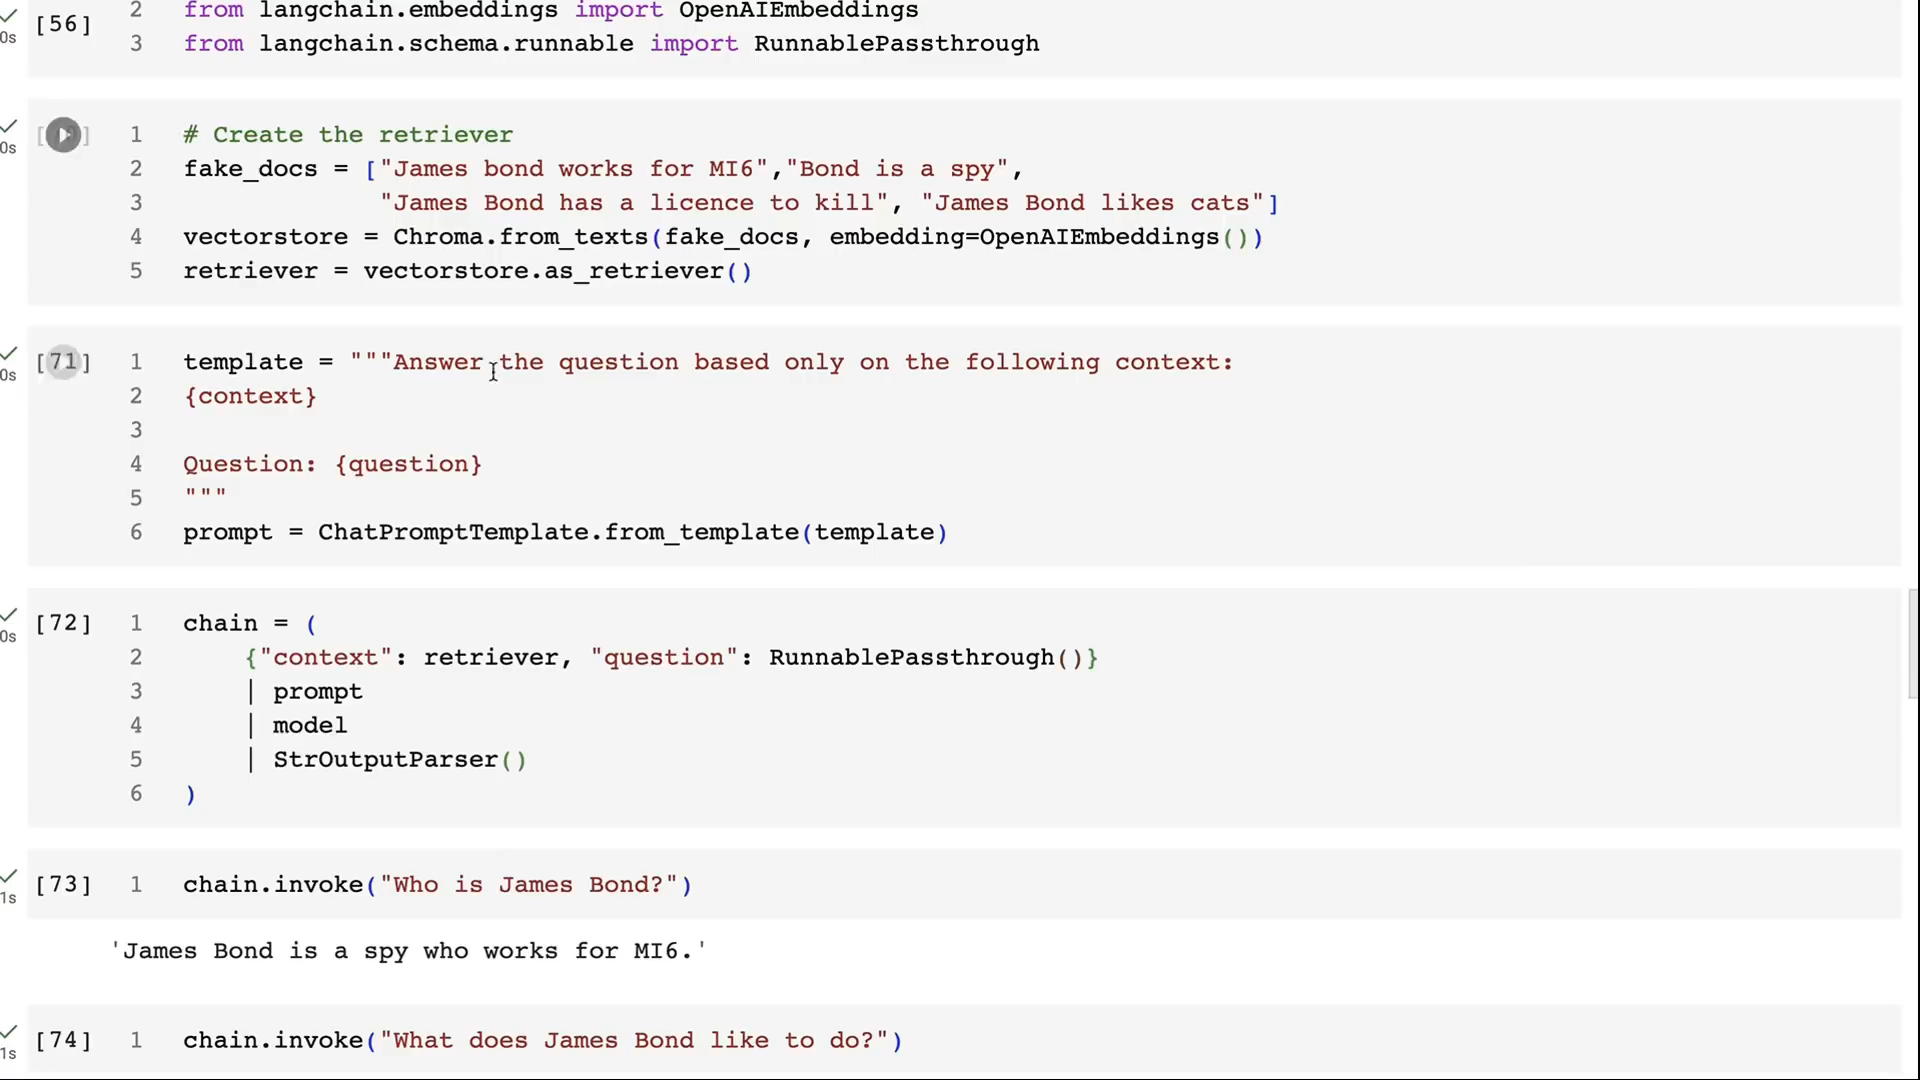 [56] 2 from langchain.embeddings import OpenAIEmbeddings
0s 3 from langchain.schema.runnable import RunnablePassthrough
[ ] 1 # Create the retriever
0s 2 fake_docs = ["James bond works for MI6","Bond is a spy",
3 "James Bond has a licence to kill", "James Bond likes cats"]
4 vectorstore = Chroma.from_texts(fake_docs, embedding=OpenAIEmbeddings())
5 retriever = vectorstore.as_retriever()
[71] 1 template = """Answer the question based only on the following context:
0s 2 {context}
3
4 Question: {question}
5 """
6 prompt = ChatPromptTemplate.from_template(template)
[72] 1 chain = (
0s 2 {"context": retriever, "question": RunnablePassthrough()}
3 | prompt
4 | model
5 | StrOutputParser()
6 )
[73] 1 chain.invoke("Who is James Bond?")
1s
'James Bond is a spy who works for MI6.'
[74] 1 chain.invoke("What does James Bond like to do?")
1s